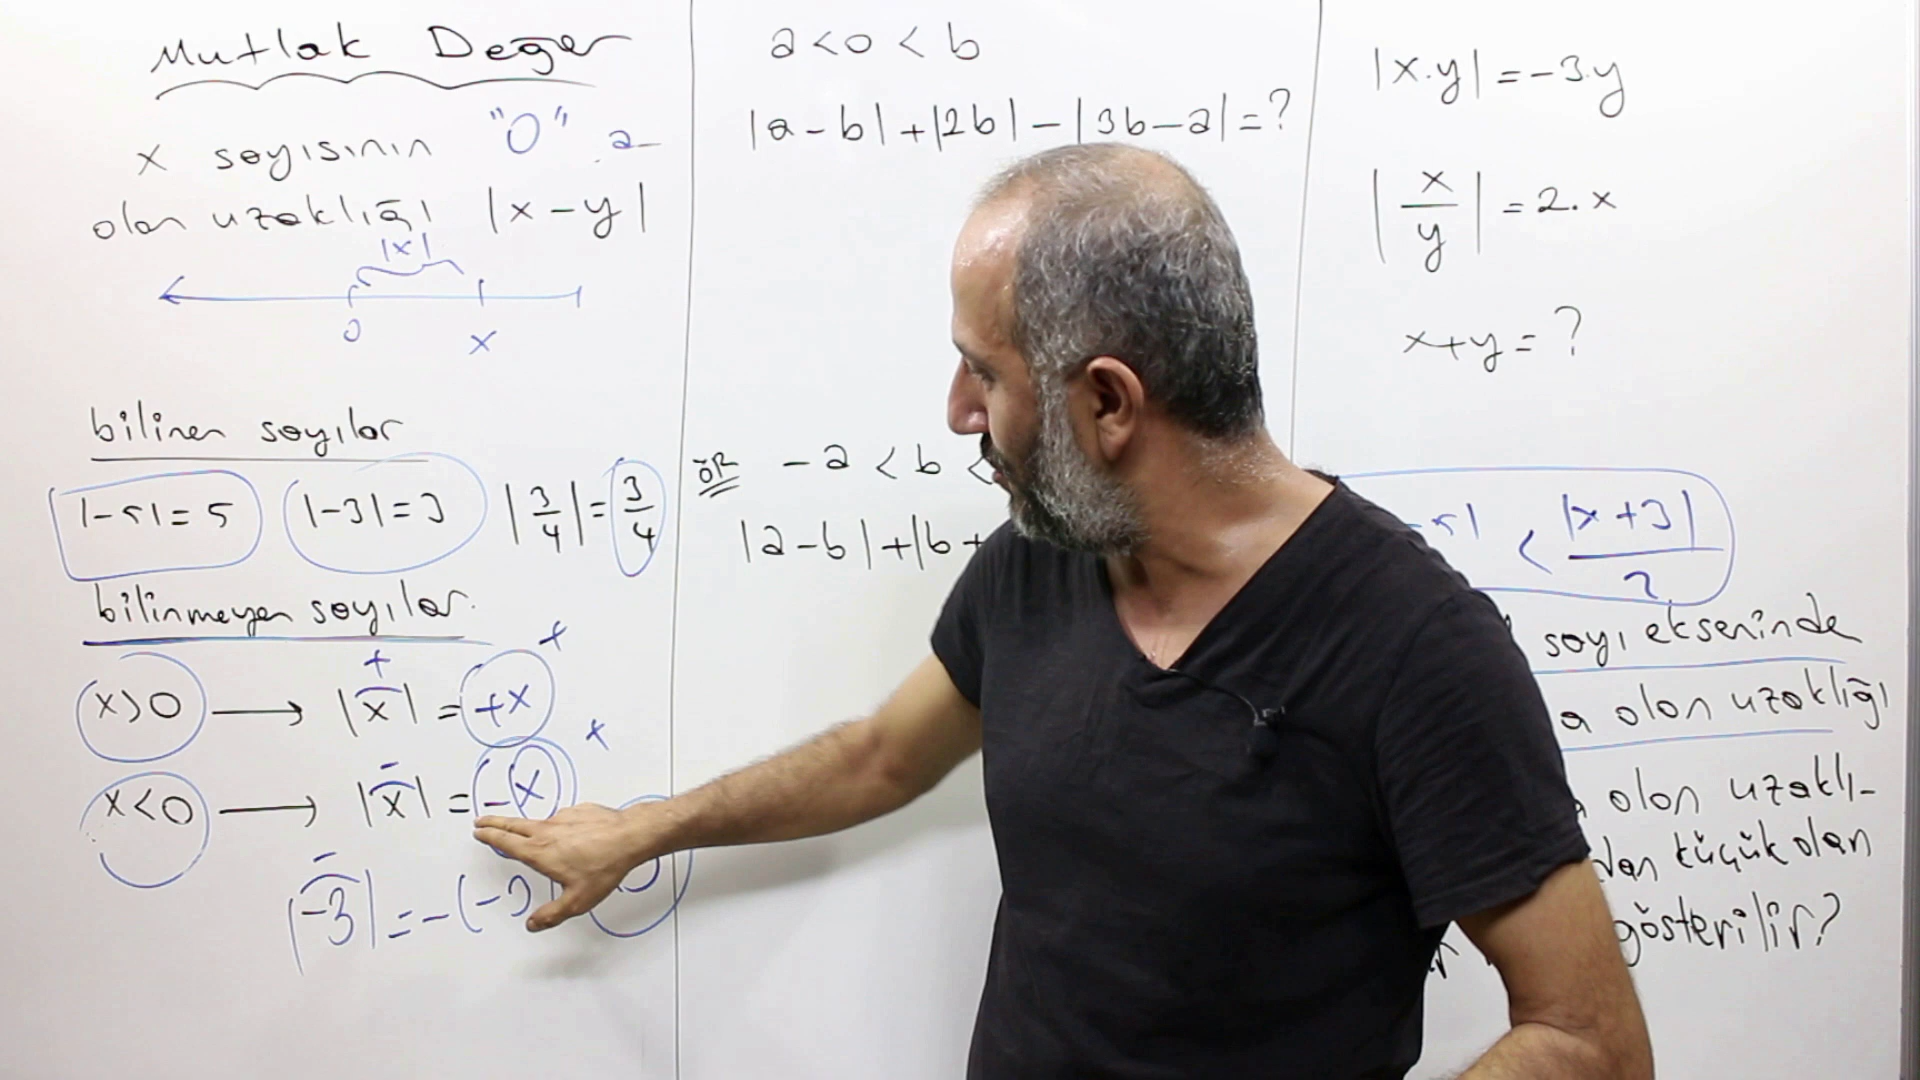 Mutlak Değer
x sayısının "0" a
olan uzaklığı |x-y|
|x|
0 x
bilinen sayılar
|-5|=5 |-3|=3 |3/4|=3/4
bilinmeyen sayılar.
+ +
x>0 → |x| = +x
- +
x<0 → |x| = -x
-
|-3| = -(-3
a<0<b
|a-b|+|2b|-|3b-a|=?
ÖR -a < b <
|a-b|+|b+
|x.y|=-3.y
|x/y|=2.x
x+y=?
5| < |x+3|/2
sayı ekseninde
a olan uzaklığı
a olan uzaklı-
dan küçük olan
gösterilir?